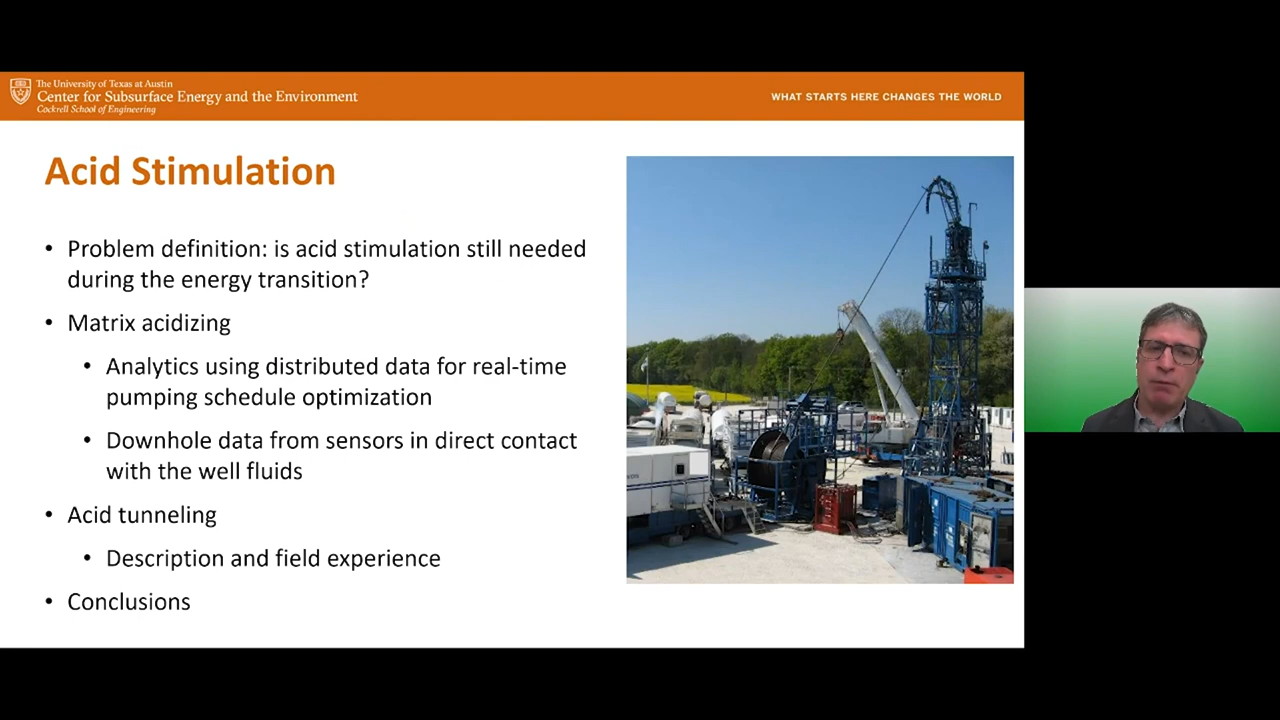 The University of Texas at Austin
Center for Subsurface Energy and the Environment
Cockrell School of Engineering
WHAT STARTS HERE CHANGES THE WORLD
Acid Stimulation
• Problem definition: is acid stimulation still needed
during the energy transition?
• Matrix acidizing
• Analytics using distributed data for real-time
pumping schedule optimization
• Downhole data from sensors in direct contact
with the well fluids
• Acid tunneling
• Description and field experience
• Conclusions